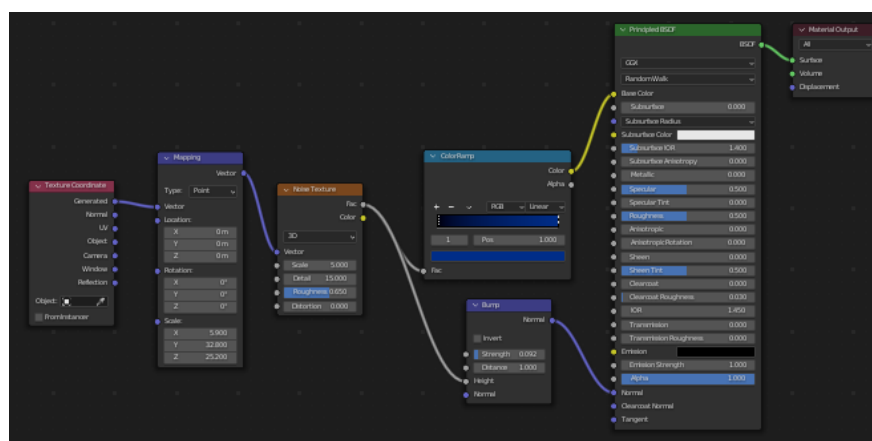 Texture Coordinate
Generated
Normal
UV
Object
Camera
Window
Reflection
Object:
From Instancer
Mapping
Vector
Type: Point
Vector
Location:
X 0 m
Y 0 m
Z 0 m
Rotation:
X 0°
Y 0°
Z 0°
Scale:
X 5.900
Y 32.800
Z 25.200
Noise Texture
Fac
Color
3D
Vector
Scale 5.000
Detail 15.000
Roughness 0.650
Distortion 0.000
ColorRamp
Color
Alpha
RGB Linear
1 Pos 1.000
Fac
Bump
Normal
Invert
Strength 0.092
Distance 1.000
Height
Normal
Principled BSDF
BSDF
GGX
Random Walk
Base Color
Subsurface 0.000
Subsurface Radius
Subsurface Color
Subsurface IOR 1.400
Subsurface Anisotropy 0.000
Metallic 0.000
Specular 0.500
Specular Tint 0.000
Roughness 0.500
Anisotropic 0.000
Anisotropic Rotation 0.000
Sheen 0.000
Sheen Tint 0.500
Clearcoat 0.000
Clearcoat Roughness 0.030
IOR 1.450
Transmission 0.000
Transmission Roughness 0.000
Emission
Emission Strength 1.000
Alpha 1.000
Normal
Clearcoat Normal
Tangent
Material Output
All
Surface
Volume
Displacement